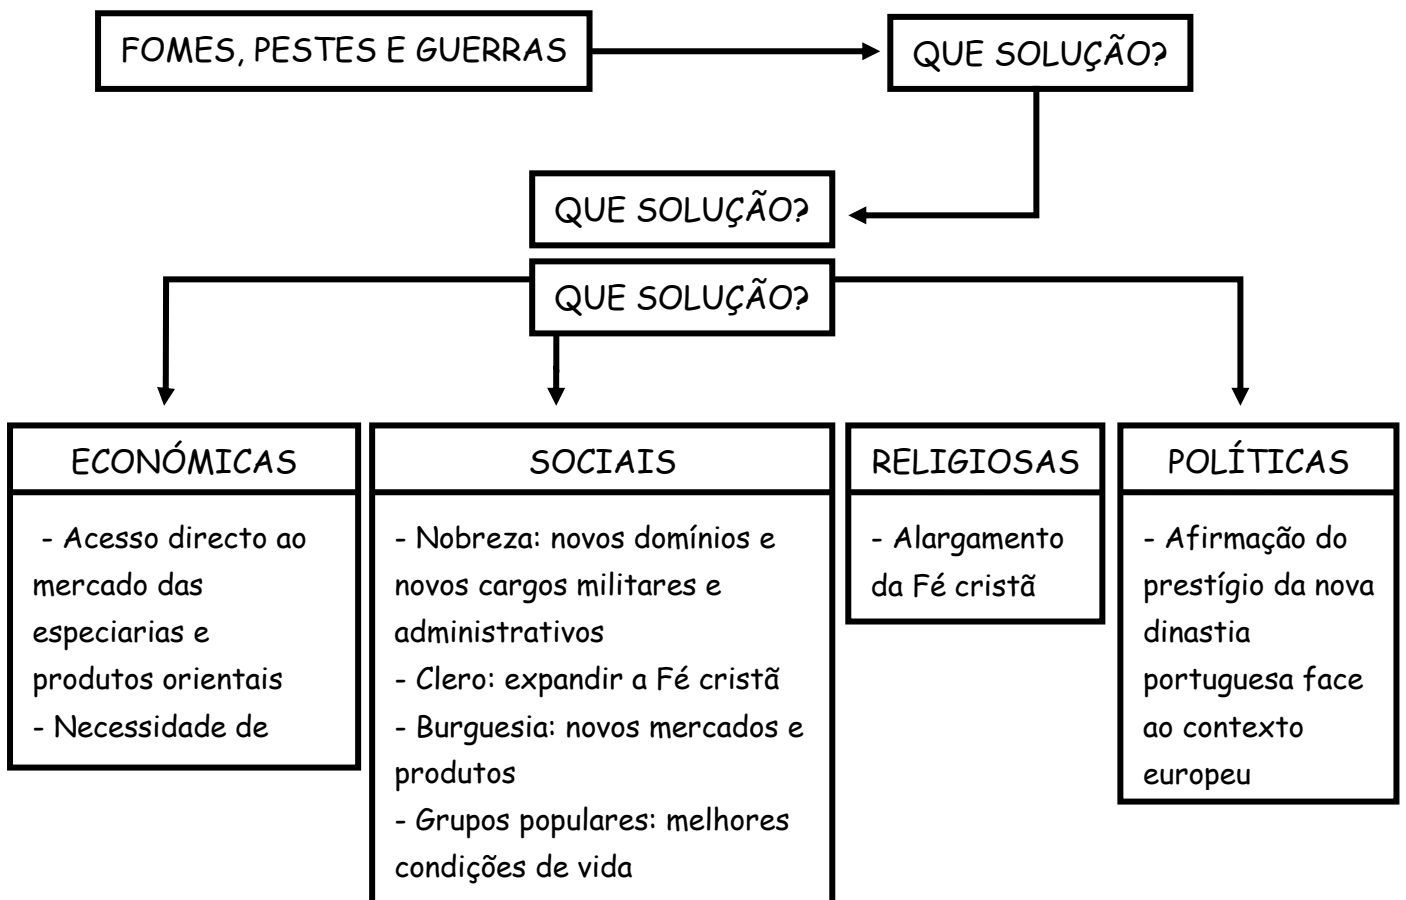 FOMES, PESTES E GUERRAS
QUE SOLUÇÃO?
QUE SOLUÇÃO?
QUE SOLUÇÃO?
ECONÓMICAS
- Acesso directo ao
mercado das
especiarias e
produtos orientais
- Necessidade de
SOCIAIS
- Nobreza: novos domínios e
novos cargos militares e
administrativos
- Clero: expandir a Fé cristã
- Burguesia: novos mercados e
produtos
- Grupos populares: melhores
condições de vida
RELIGIOSAS
- Alargamento
da Fé cristã
POLÍTICAS
- Afirmação do
prestígio da nova
dinastia
portuguesa face
ao contexto
europeu